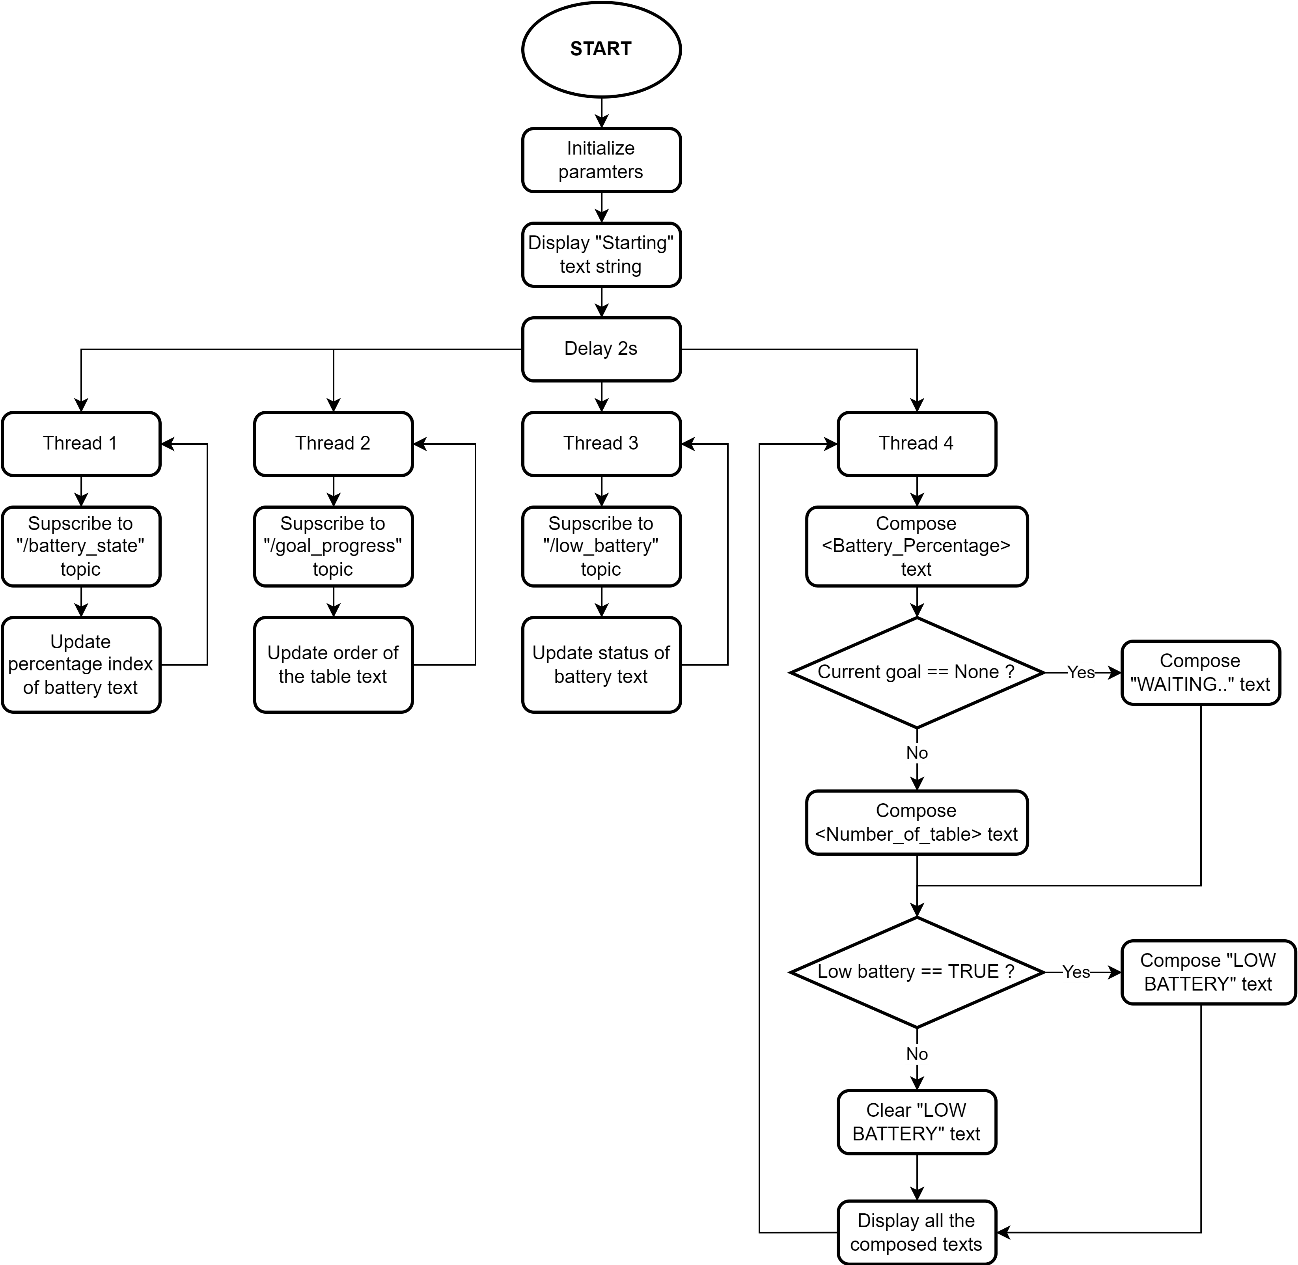 START
Initialize
paramters
Display "Starting"
text string
Delay 2s
Thread 1
Supscribe to
"/battery_state"
topic
Update
percentage index
of battery text
Thread 2
Supscribe to
"/goal_progress"
topic
Update order of
the table text
Thread 3
Supscribe to
"/low_battery"
topic
Update status of
battery text
Thread 4
Compose
<Battery_Percentage>
text
Current goal == None ?
Yes
Compose
"WAITING.." text
No
Compose
<Number_of_table> text
Low battery == TRUE ?
Yes
Compose "LOW
BATTERY" text
No
Clear "LOW
BATTERY" text
Display all the
composed texts